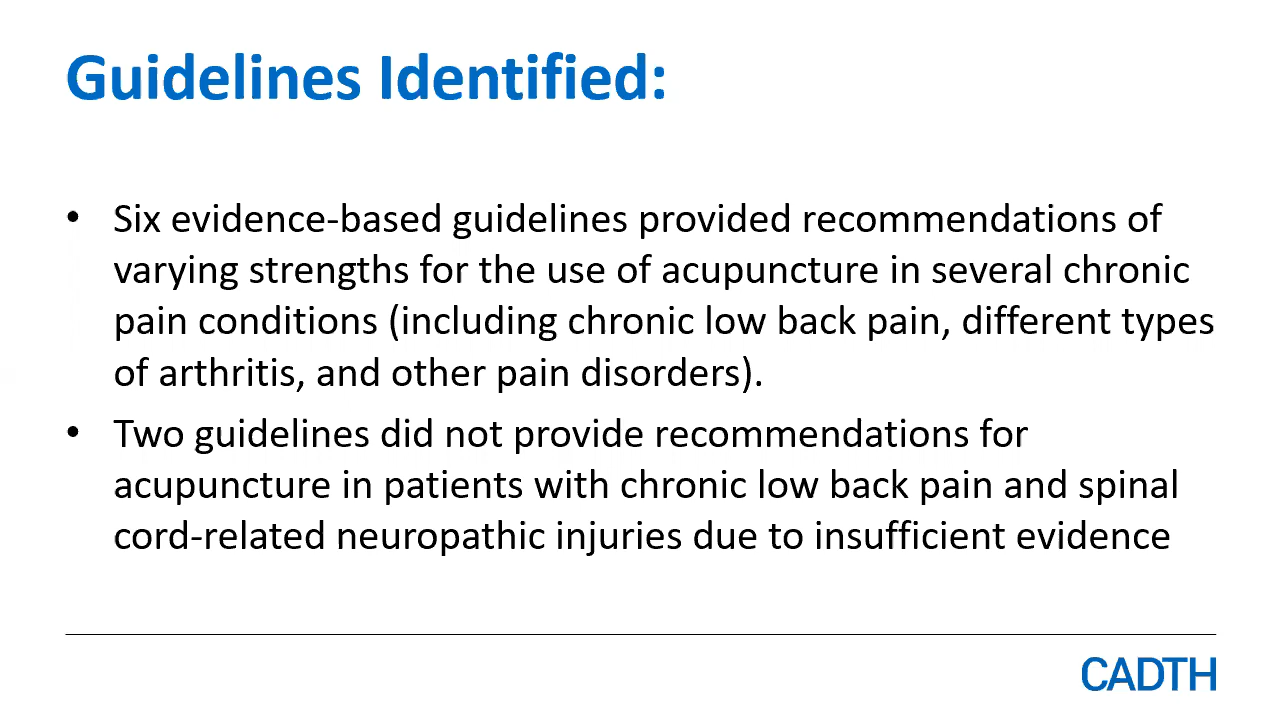 Guidelines Identified:
• Six evidence-based guidelines provided recommendations of
varying strengths for the use of acupuncture in several chronic
pain conditions (including chronic low back pain, different types
of arthritis, and other pain disorders).
• Two guidelines did not provide recommendations for
acupuncture in patients with chronic low back pain and spinal
cord-related neuropathic injuries due to insufficient evidence
CADTH